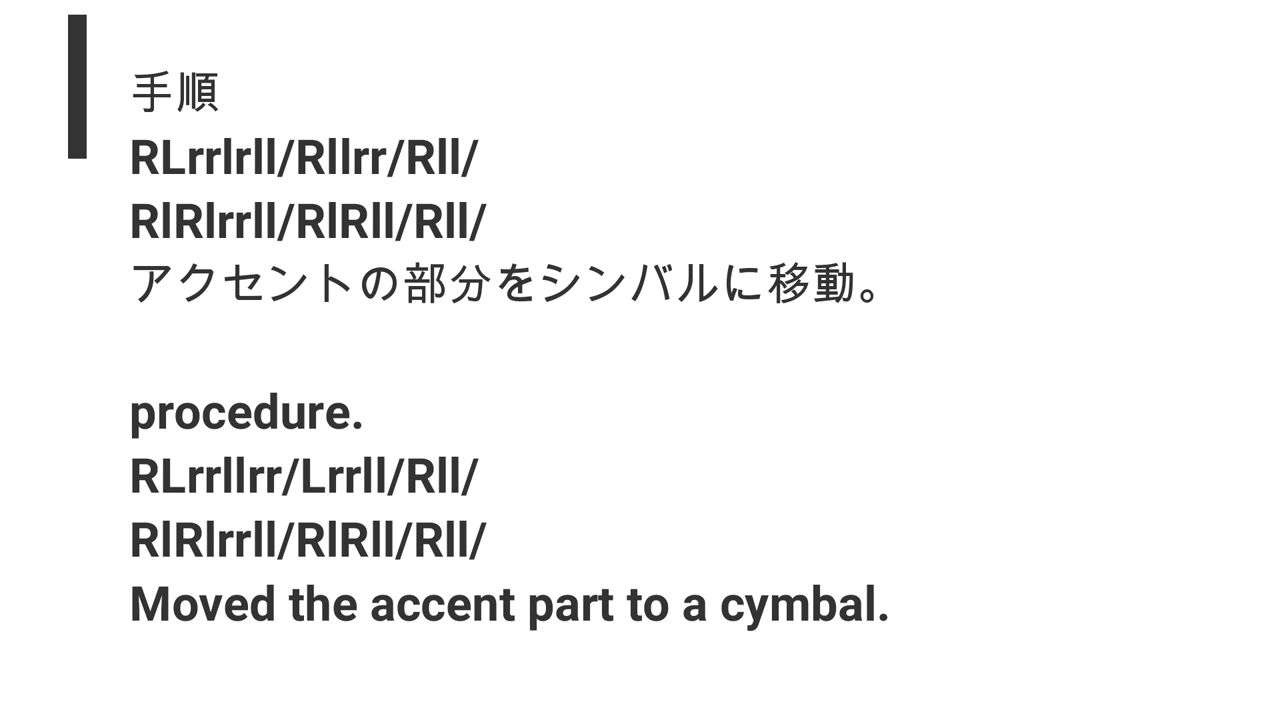 手順
RLrrlrll/Rllrr/Rll/
RlRlrrll/RlRll/Rll/
アクセントの部分をシンバルに移動。
procedure.
RLrrllrr/Lrrll/Rll/
RlRlrrll/RlRll/Rll/
Moved the accent part to a cymbal.